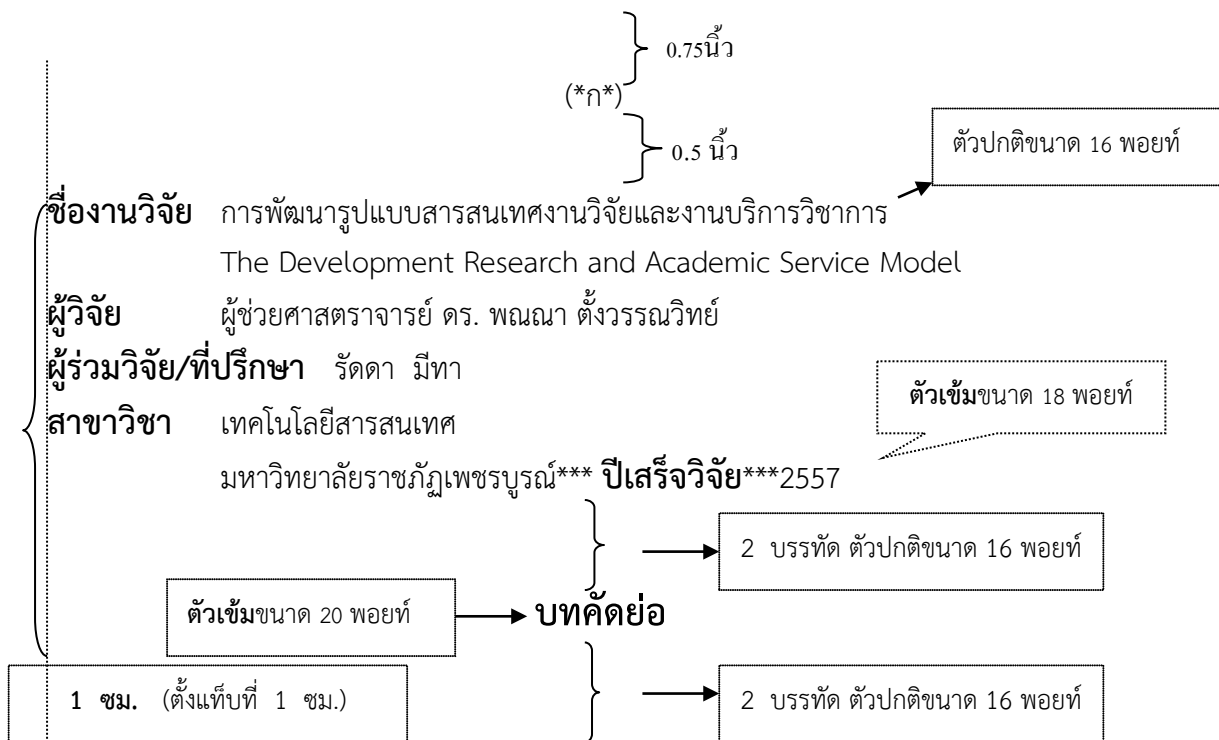 0.75นิ้ว
(*ก*)
0.5 นิ้ว
ตัวปกติขนาด 16 พอยท์
ชื่องานวิจัย การพัฒนารูปแบบสารสนเทศงานวิจัยและงานบริการวิชาการ
The Development Research and Academic Service Model
ผู้วิจัย ผู้ช่วยศาสตราจารย์ ดร. พณณา ตั้งวรรณวิทย์
ผู้ร่วมวิจัย/ที่ปรึกษา รัดดา มีทา
ตัวเข้มขนาด 18 พอยท์
สาขาวิชา เทคโนโลยีสารสนเทศ
มหาวิทยาลัยราชภัฏเพชรบูรณ์*** ปีเสร็จวิจัย***2557
2 บรรทัด ตัวปกติขนาด 16 พอยท์
ตัวเข้มขนาด 20 พอยท์ บทคัดย่อ
1 ซม. (ตั้งแท็บที่ 1 ซม.) 2 บรรทัด ตัวปกติขนาด 16 พอยท์